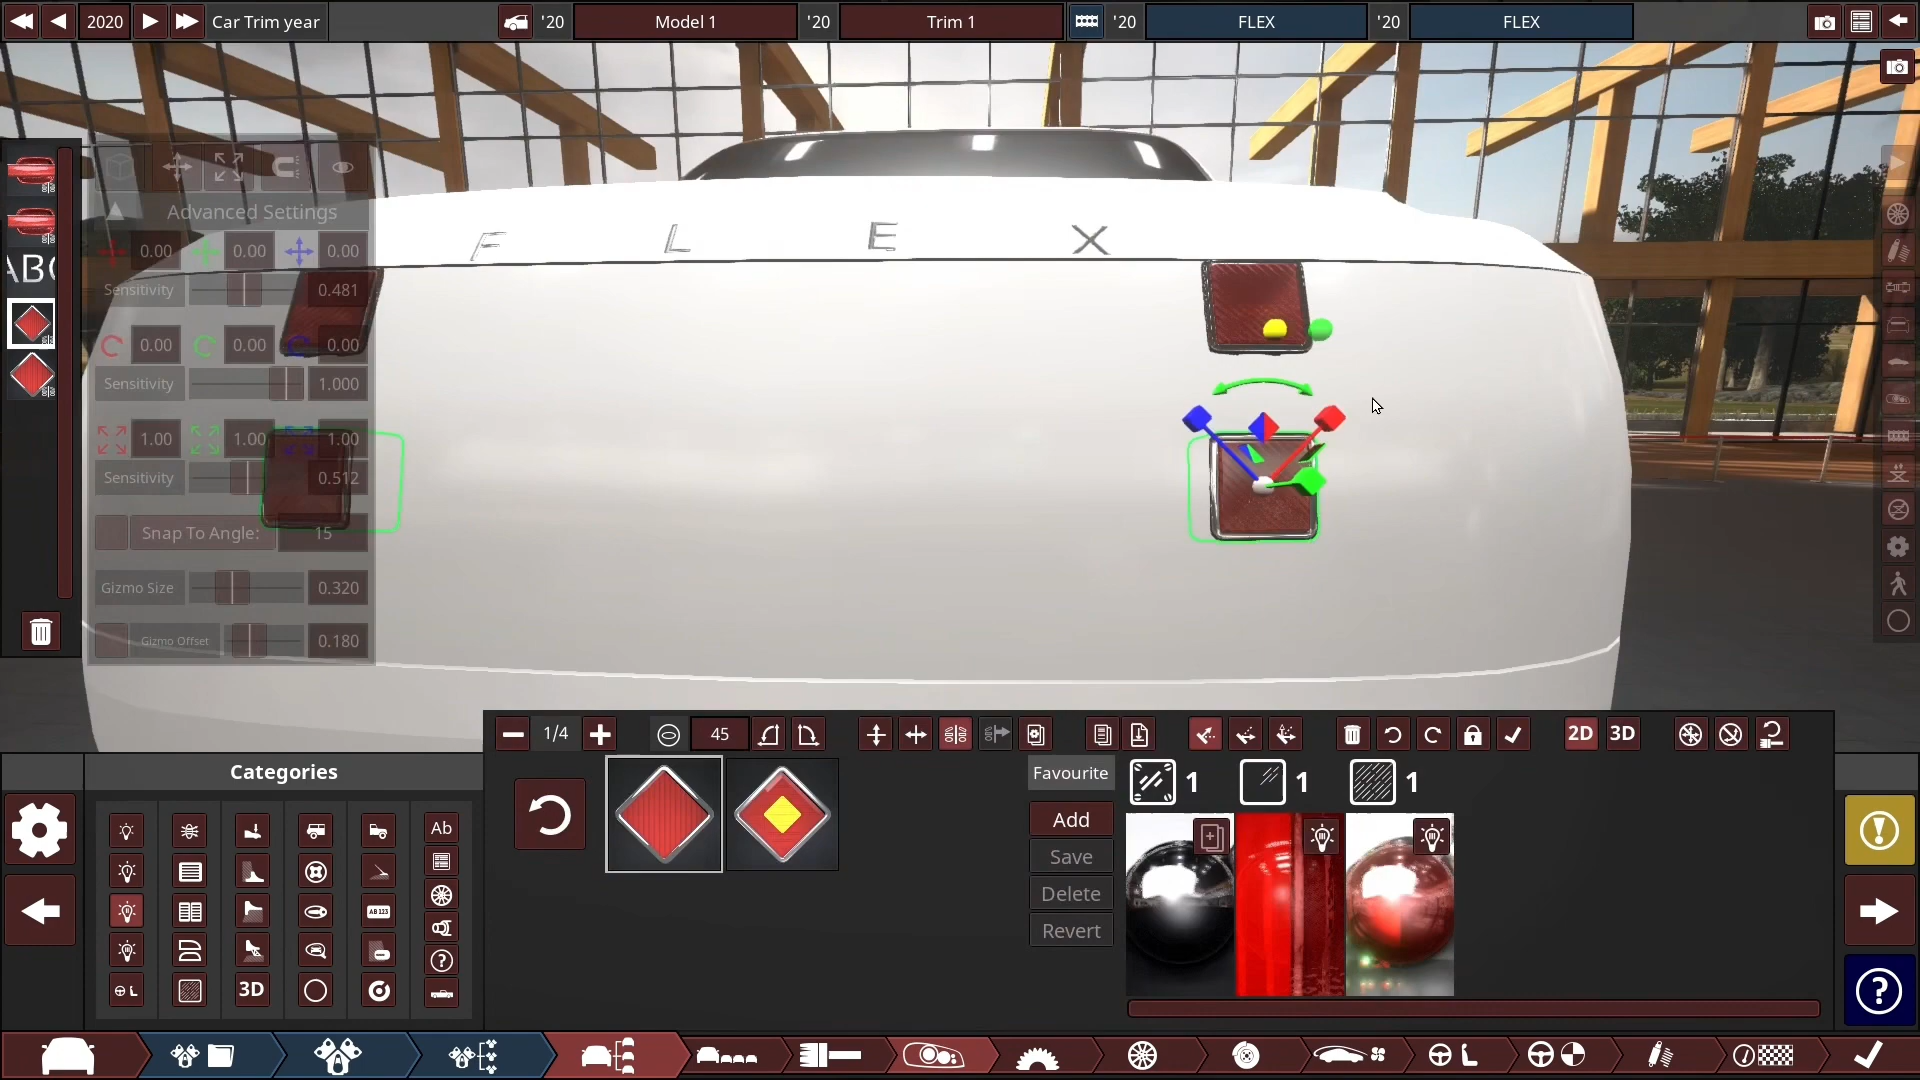 2020 Car Trim year '20 Model 1 '20 Trim 1 '20 FLEX '20 FLEX
F L E X
ABC
Advanced Settings
0.00 0.00 0.00
Sensitivity 0.481
0.00 0.00 0.00
Sensitivity 1.000
1.00 1.00 1.00
Sensitivity 0.512
Snap To Angle: 15
Gizmo Size 0.320
Gizmo Offset 0.180
1/4 45 2D 3D
Categories
Ab
AB 123
L
3D
Favourite
Add
Save
Delete
Revert
1 1 1
?
?